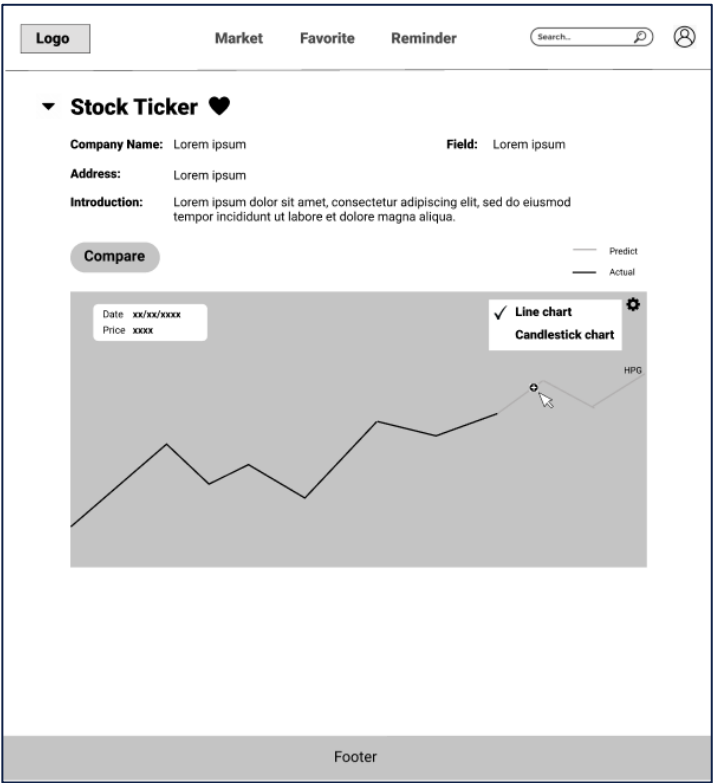 Logo Market Favorite Reminder Search...
Stock Ticker
Company Name: Lorem ipsum Field: Lorem ipsum
Address: Lorem ipsum
Introduction: Lorem ipsum dolor sit amet, consectetur adipiscing elit, sed do eiusmod
tempor incididunt ut labore et dolore magna aliqua.
Compare
Predict
Actual
Date xx/xx/xxxx
Price xxxx
Line chart
Candlestick chart
HPG
Footer